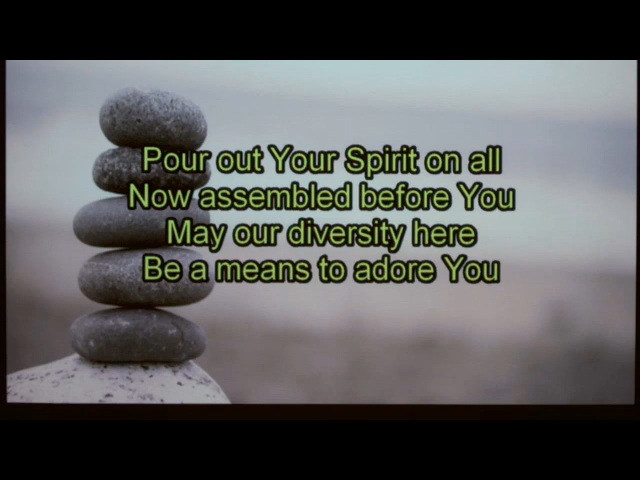 Pour out Your Spirit on all
Now assembled before You
May our diversity here
Be a means to adore You